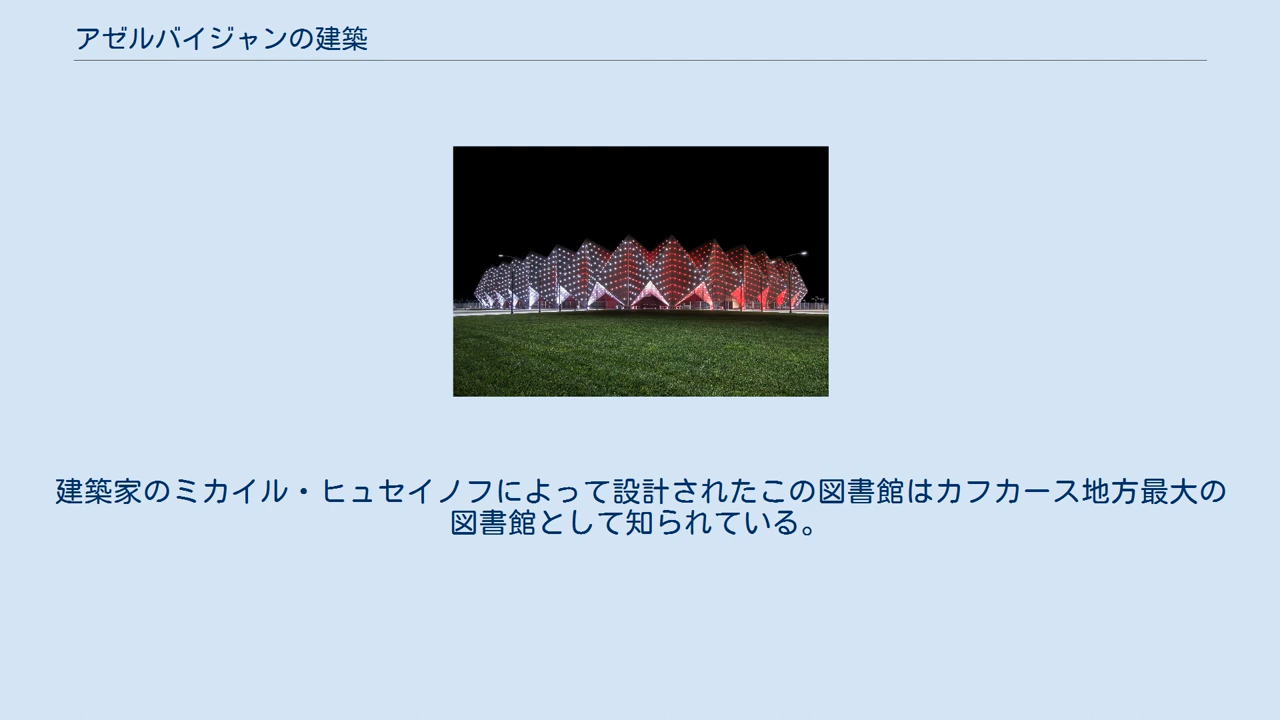 アゼルバイジャンの建築
建築家のミカイル・ヒュセイノフによって設計されたこの図書館はカフカース地方最大の
図書館として知られている。